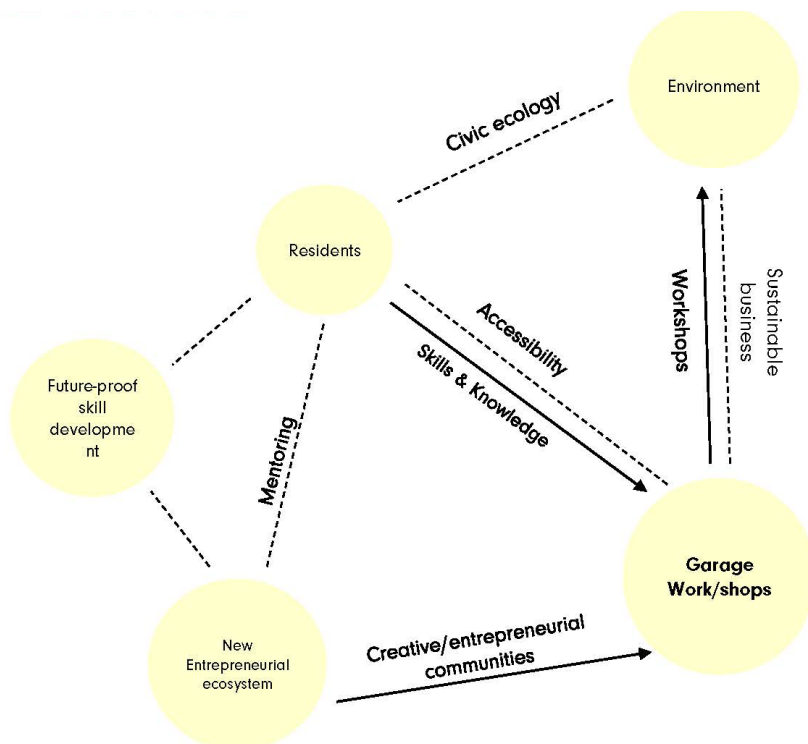 Environment
Civic ecology
Residents
Sustainable
business
Workshops
Accessibility
Skills & Knowledge
Future-proof
skill
developme
nt
Mentoring
Garage
Work/shops
New
Entrepreneurial
ecosystem
Creative/entrepreneurial
communities